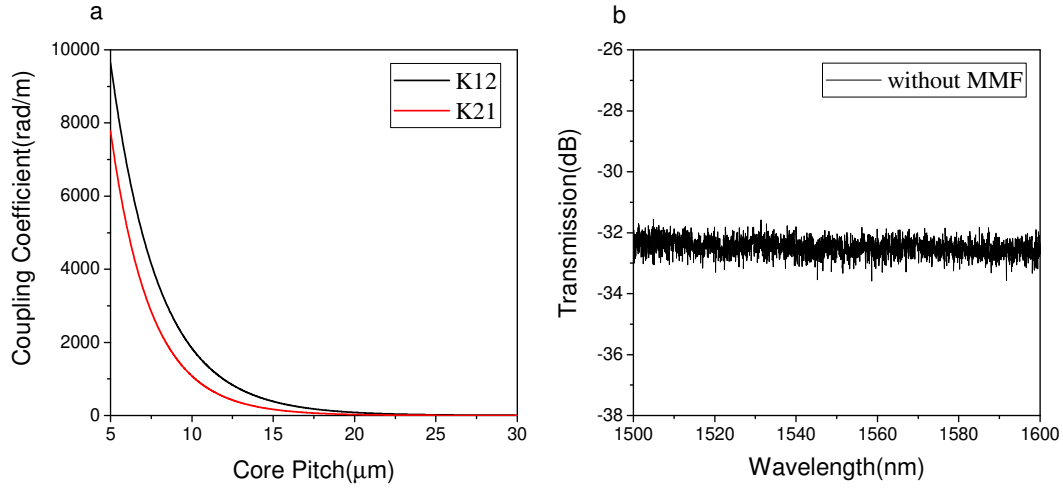 a
10000
8000
6000
4000
2000
0
5
10
15
20
25
30
Coupling Coefficient(rad/m)
Core Pitch(μm)
K12
K21
b
-26
-28
-30
-32
-34
-36
-38
1500
1520
1540
1560
1580
1600
Transmission(dB)
Wavelength(nm)
without MMF